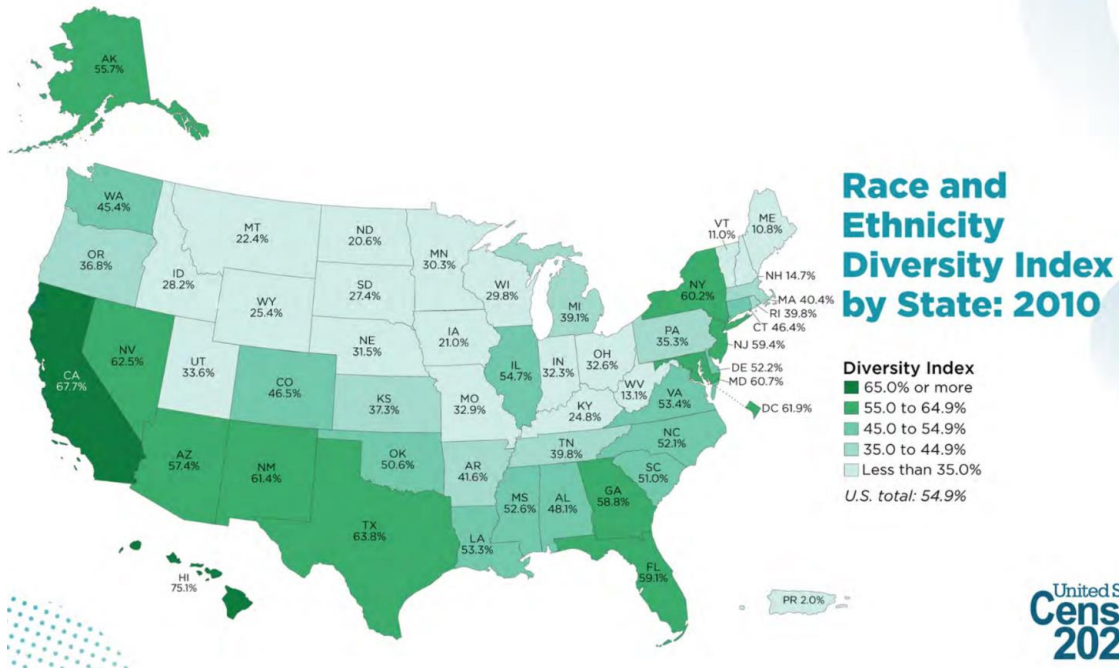 AK
55.7%
WA
45.4%
OR
36.8%
CA
67.7%
NV
62.5%
ID
28.2%
MT
22.4%
WY
25.4%
UT
33.6%
AZ
57.4%
CO
46.5%
NM
61.4%
ND
20.6%
SD
27.4%
NE
31.5%
KS
37.3%
OK
50.6%
TX
63.8%
MN
30.3%
IA
21.0%
MO
32.9%
AR
41.6%
LA
53.3%
WI
29.8%
IL
54.7%
MS
52.6%
MI
39.1%
IN
32.3%
OH
32.6%
KY
24.8%
TN
39.8%
AL
48.1%
WV
13.1%
VA
53.4%
NC
52.1%
SC
51.0%
GA
58.8%
FL
59.1%
PA
35.3%
NY
60.2%
VT
11.0%
ME
10.8%
NH 14.7%
MA 40.4%
RI 39.8%
CT 46.4%
NJ 59.4%
DE 52.2%
MD 60.7%
DC 61.9%
HI
75.1%
PR 2.0%
Race and
Ethnicity
Diversity Index
by State: 2010
Diversity Index
65.0% or more
55.0 to 64.9%
45.0 to 54.9%
35.0 to 44.9%
Less than 35.0%
U.S. total: 54.9%
United S
Cens
202